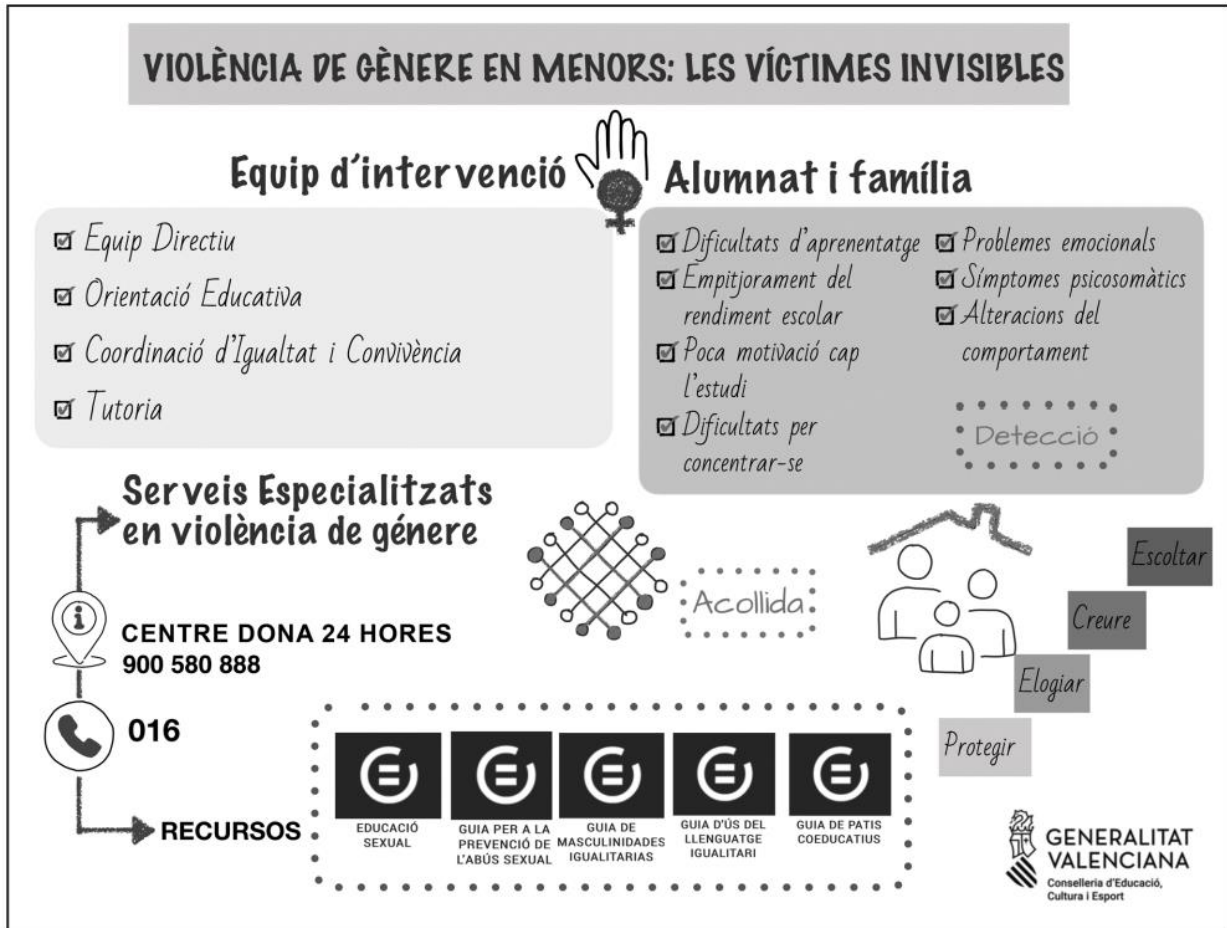 VIOLÈNCIA DE GÈNERE EN MENORS: LES VÍCTIMES INVISIBLES
Equip d'intervenció
Equip Directiu
Orientació Educativa
Coordinació d'Igualtat i Convivència
Tutoria
Alumnat i família
Dificultats d'aprenentatge
Empitjorament del
rendiment escolar
Poca motivació cap
l'estudi
Dificultats per
concentrar-se
Problemes emocionals
Símptomes psicosomàtics
Alteracions del
comportament
Detecció
Serveis Especialitzats
en violència de génere
CENTRE DONA 24 HORES
900 580 888
016
Acollida
Escoltar
Creure
Elogiar
Protegir
RECURSOS
EDUCACIÓ
SEXUAL
GUIA PER A LA
PREVENCIÓ DE
L'ABÚS SEXUAL
GUIA DE
MASCULINIDADES
IGUALITARIAS
GUIA D'ÚS DEL
LLENGUATGE
IGUALITARI
GUIA DE PATIS
COEDUCATIUS
GENERALITAT
VALENCIANA
Conselleria d'Educació,
Cultura i Esport